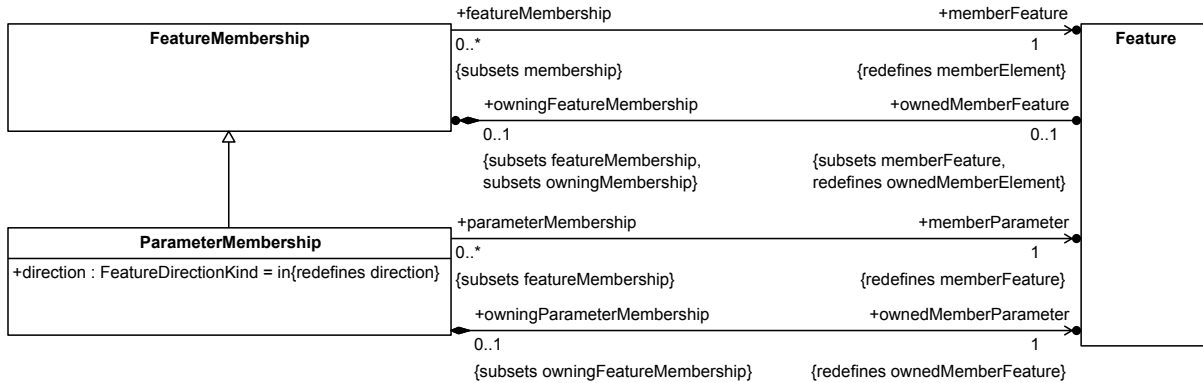 +featureMembership
+memberFeature
FeatureMembership
Feature
0..*
1
{subsets membership}
{redefines memberElement}
+owningFeatureMembership
+ownedMemberFeature
0..1
0..1
{subsets featureMembership,
subsets owningMembership}
{subsets memberFeature,
redefines ownedMemberElement}
+parameterMembership
+memberParameter
ParameterMembership
0..*
1
+direction : FeatureDirectionKind = in{redefines direction}
{subsets featureMembership}
{redefines memberFeature}
+owningParameterMembership
+ownedMemberParameter
0..1
1
{subsets owningFeatureMembership}
{redefines ownedMemberFeature}